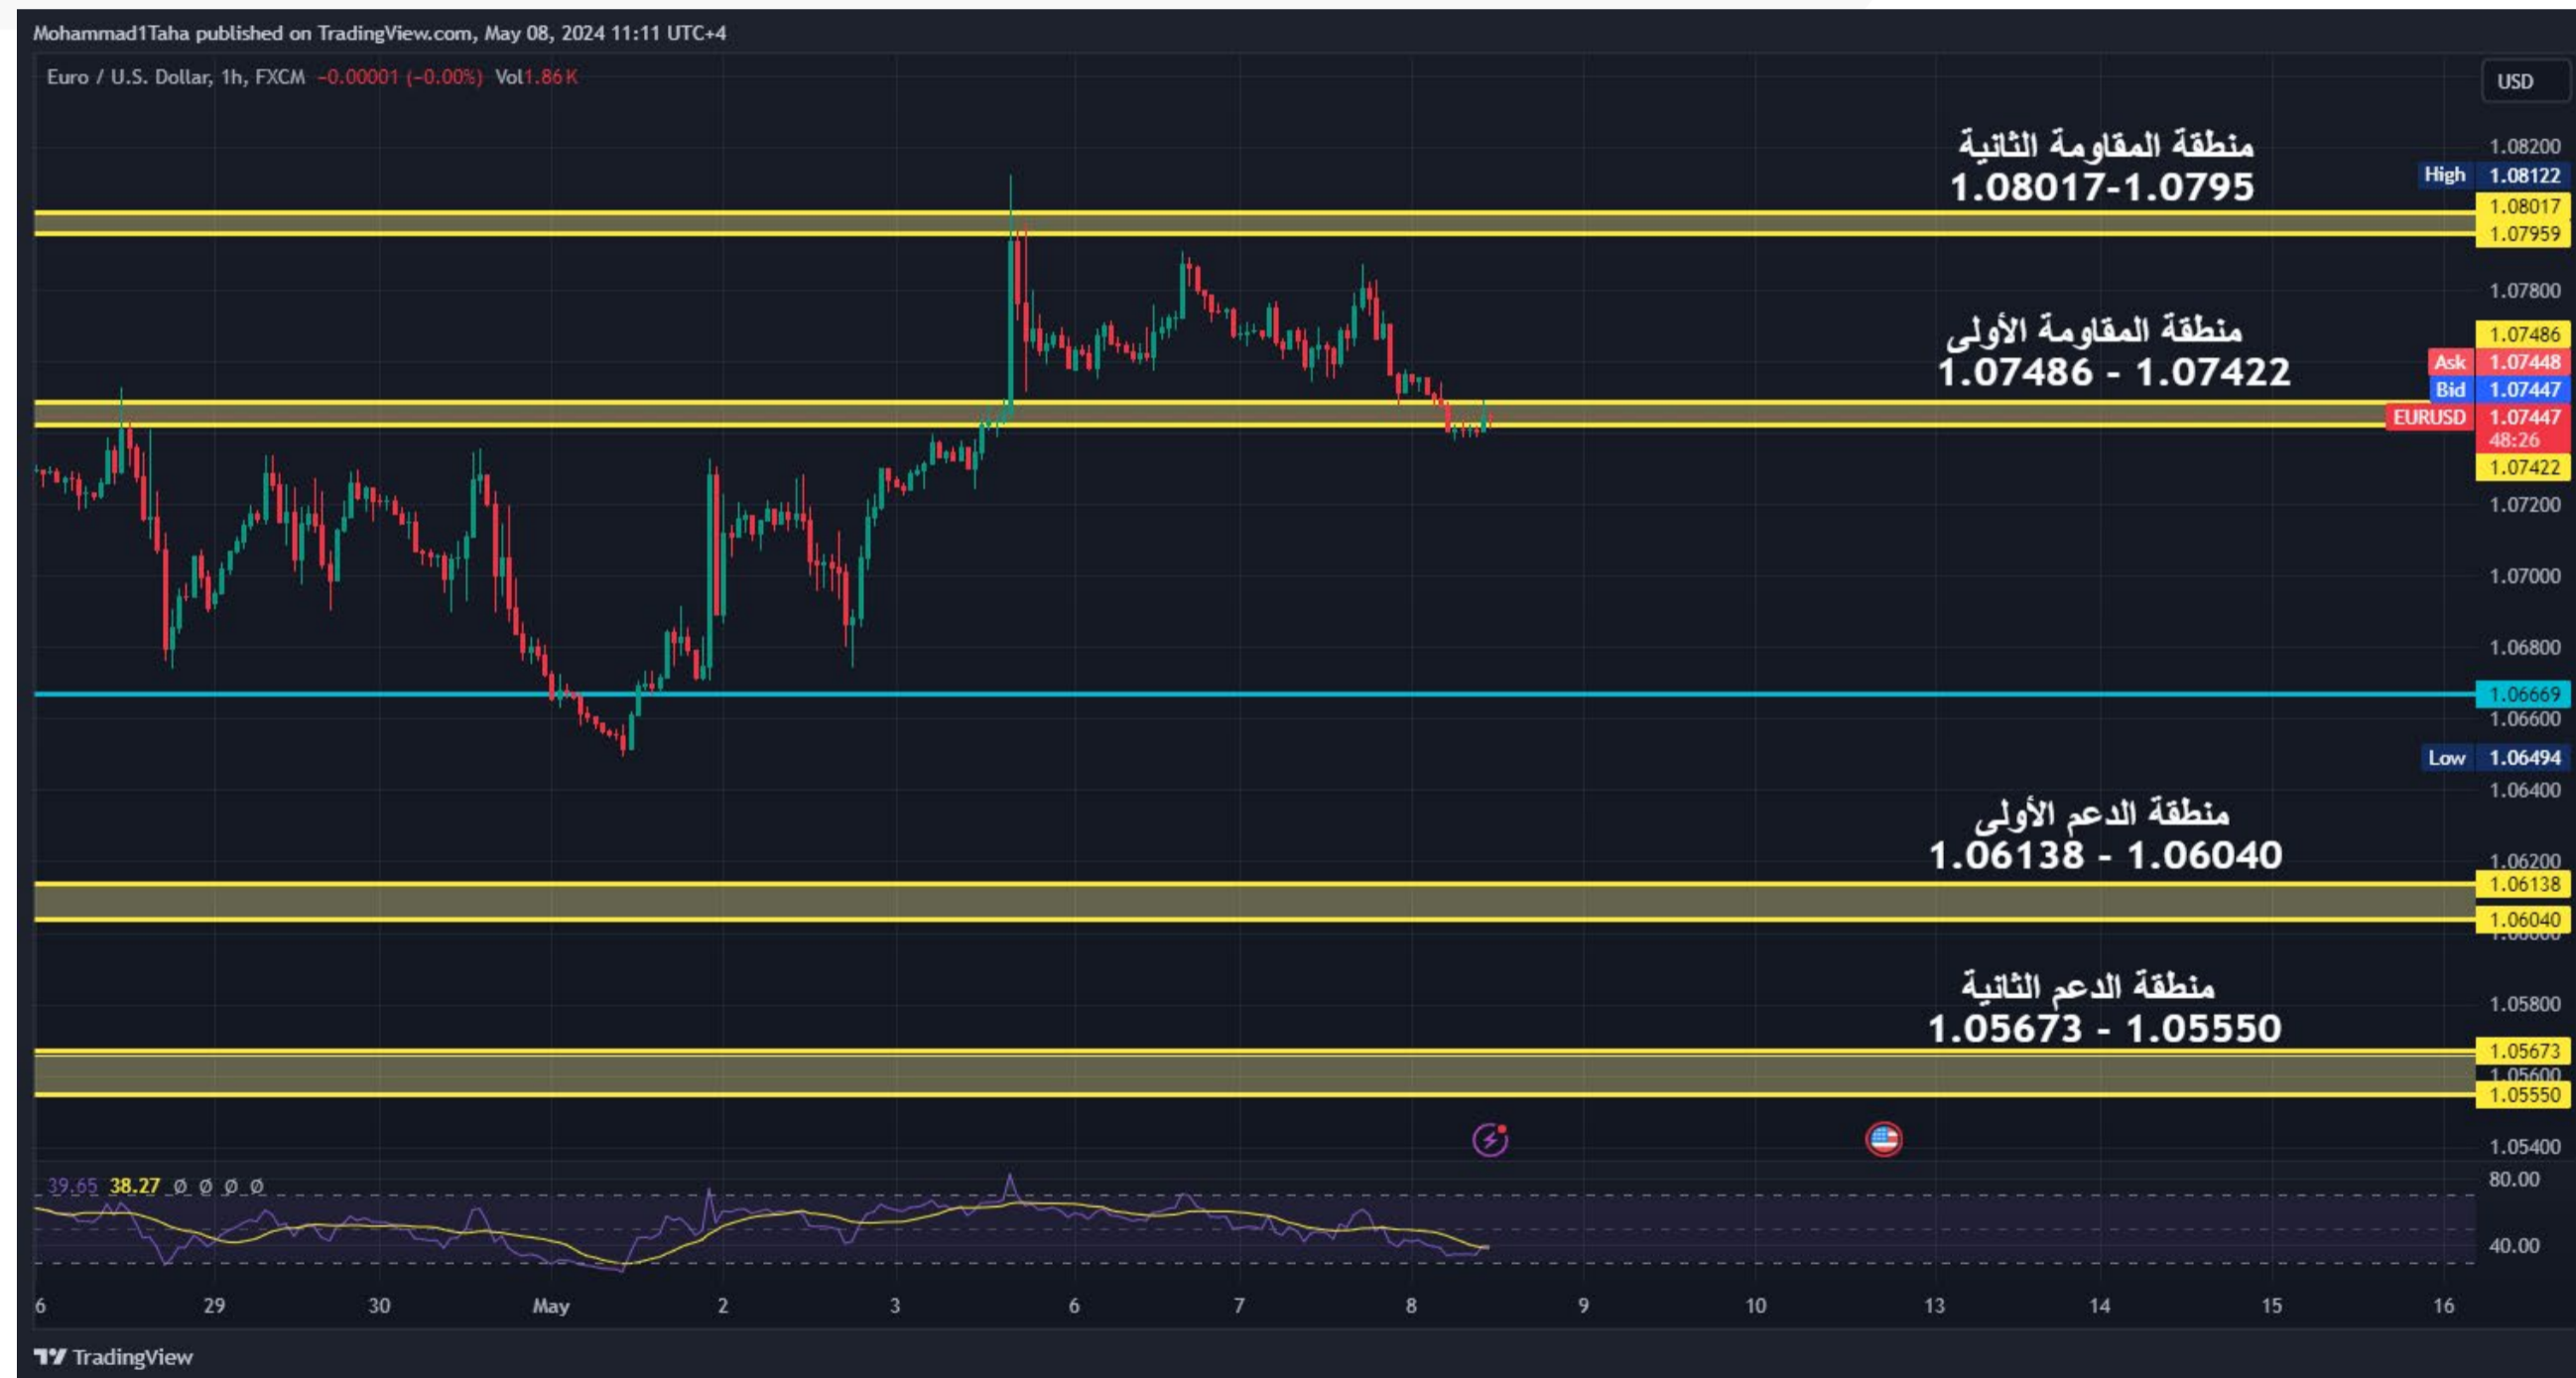 Mohammad1Taha published on TradingView.com, May 08, 2024 11:11 UTC+4
Euro / U.S. Dollar, 1h, FXCM −0.00001 (−0.00%) Vol1.86 K
USD
منطقة المقاومة الثانية
1.08017-1.0795
1.08200
High 1.08122
1.08017
1.07959
1.07800
منطقة المقاومة الأولى
1.07486 - 1.07422
1.07486
Ask 1.07448
Bid 1.07447
EURUSD 1.07447
48:26
1.07422
1.07200
1.07000
1.06800
1.06669
1.06600
Low 1.06494
1.06400
منطقة الدعم الأولى
1.06138 - 1.06040
1.06200
1.06138
1.06040
منطقة الدعم الثانية
1.05673 - 1.05550
1.05800
1.05673
1.05600
1.05550
1.05400
39.65 38.27 Ø Ø Ø Ø
80.00
40.00
6 29 30 May 2 3 6 7 8 9 10 13 14 15 16
TradingView